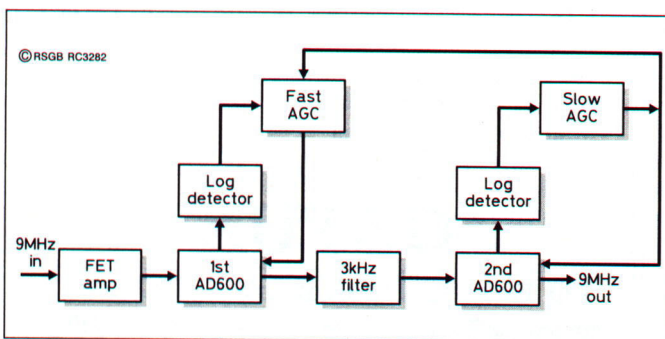 © RSGB RC3282
Fast
AGC
Slow
AGC
Log
detector
Log
detector
9MHz
in
FET
amp
1st
AD600
3kHz
filter
2nd
AD600
9MHz
out